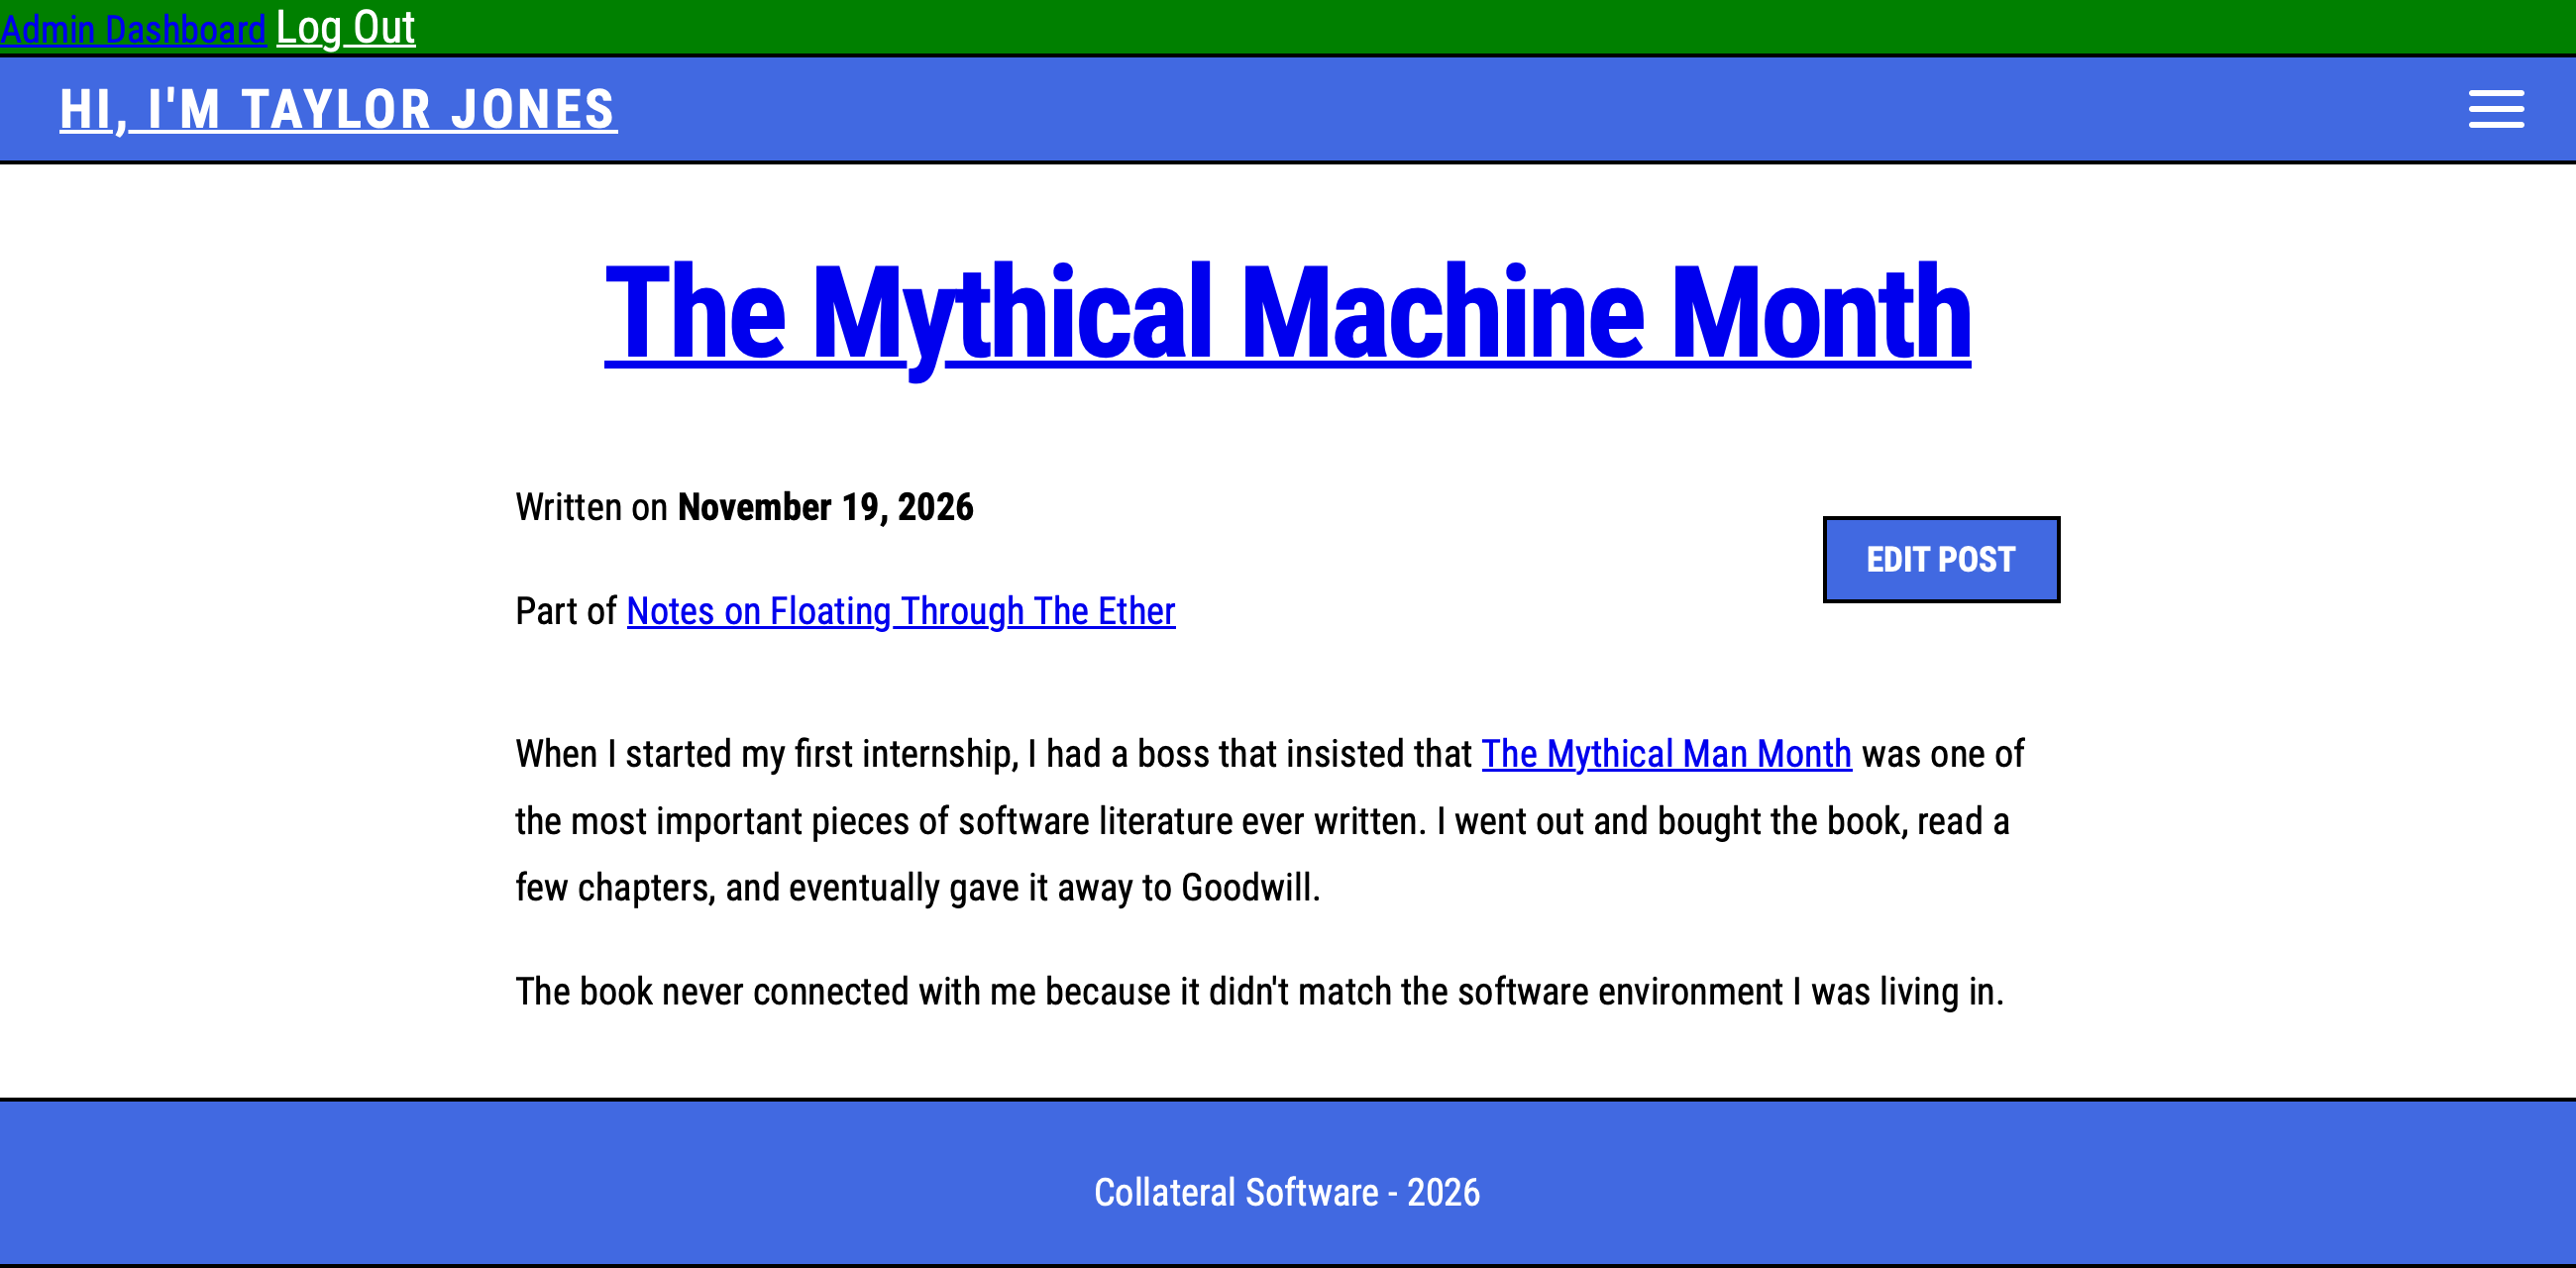 Admin Dashboard Log Out
HI, I'M TAYLOR JONES
The Mythical Machine Month
Written on November 19, 2026
EDIT POST
Part of Notes on Floating Through The Ether
When I started my first internship, I had a boss that insisted that The Mythical Man Month was one of
the most important pieces of software literature ever written. I went out and bought the book, read a
few chapters, and eventually gave it away to Goodwill.
The book never connected with me because it didn't match the software environment I was living in.
Collateral Software - 2026